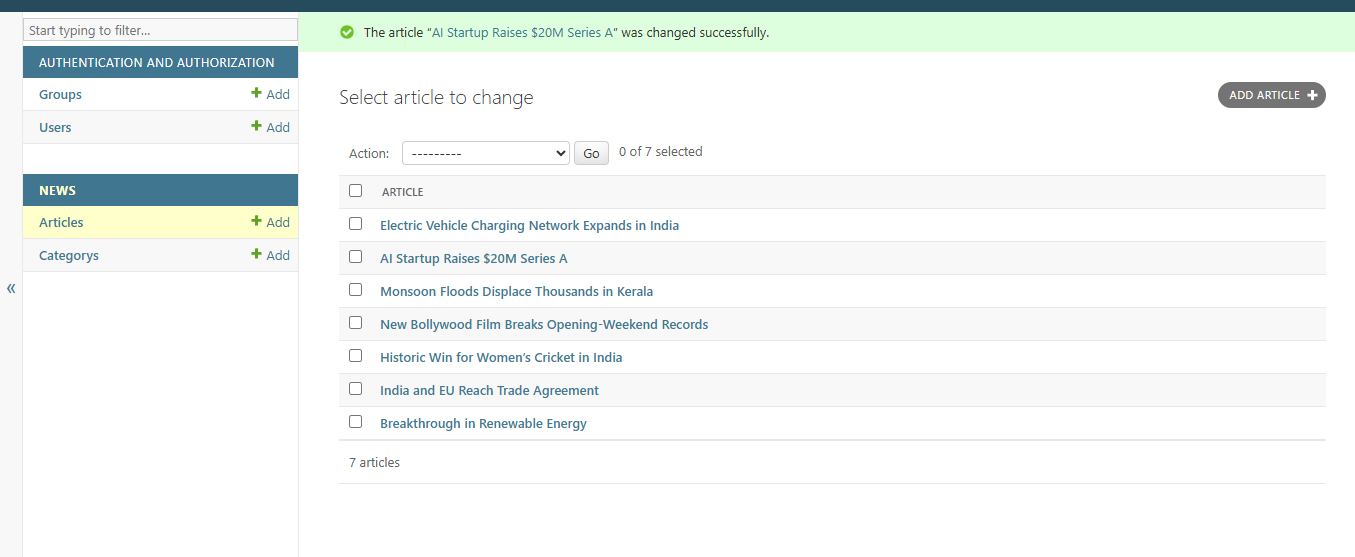 Start typing to filter...
AUTHENTICATION AND AUTHORIZATION
Groups + Add
Users + Add
NEWS
Articles + Add
Categorys + Add
«
The article “AI Startup Raises $20M Series A” was changed successfully.
Select article to change
ADD ARTICLE +
Action: --------- Go 0 of 7 selected
ARTICLE
Electric Vehicle Charging Network Expands in India
AI Startup Raises $20M Series A
Monsoon Floods Displace Thousands in Kerala
New Bollywood Film Breaks Opening-Weekend Records
Historic Win for Women’s Cricket in India
India and EU Reach Trade Agreement
Breakthrough in Renewable Energy
7 articles